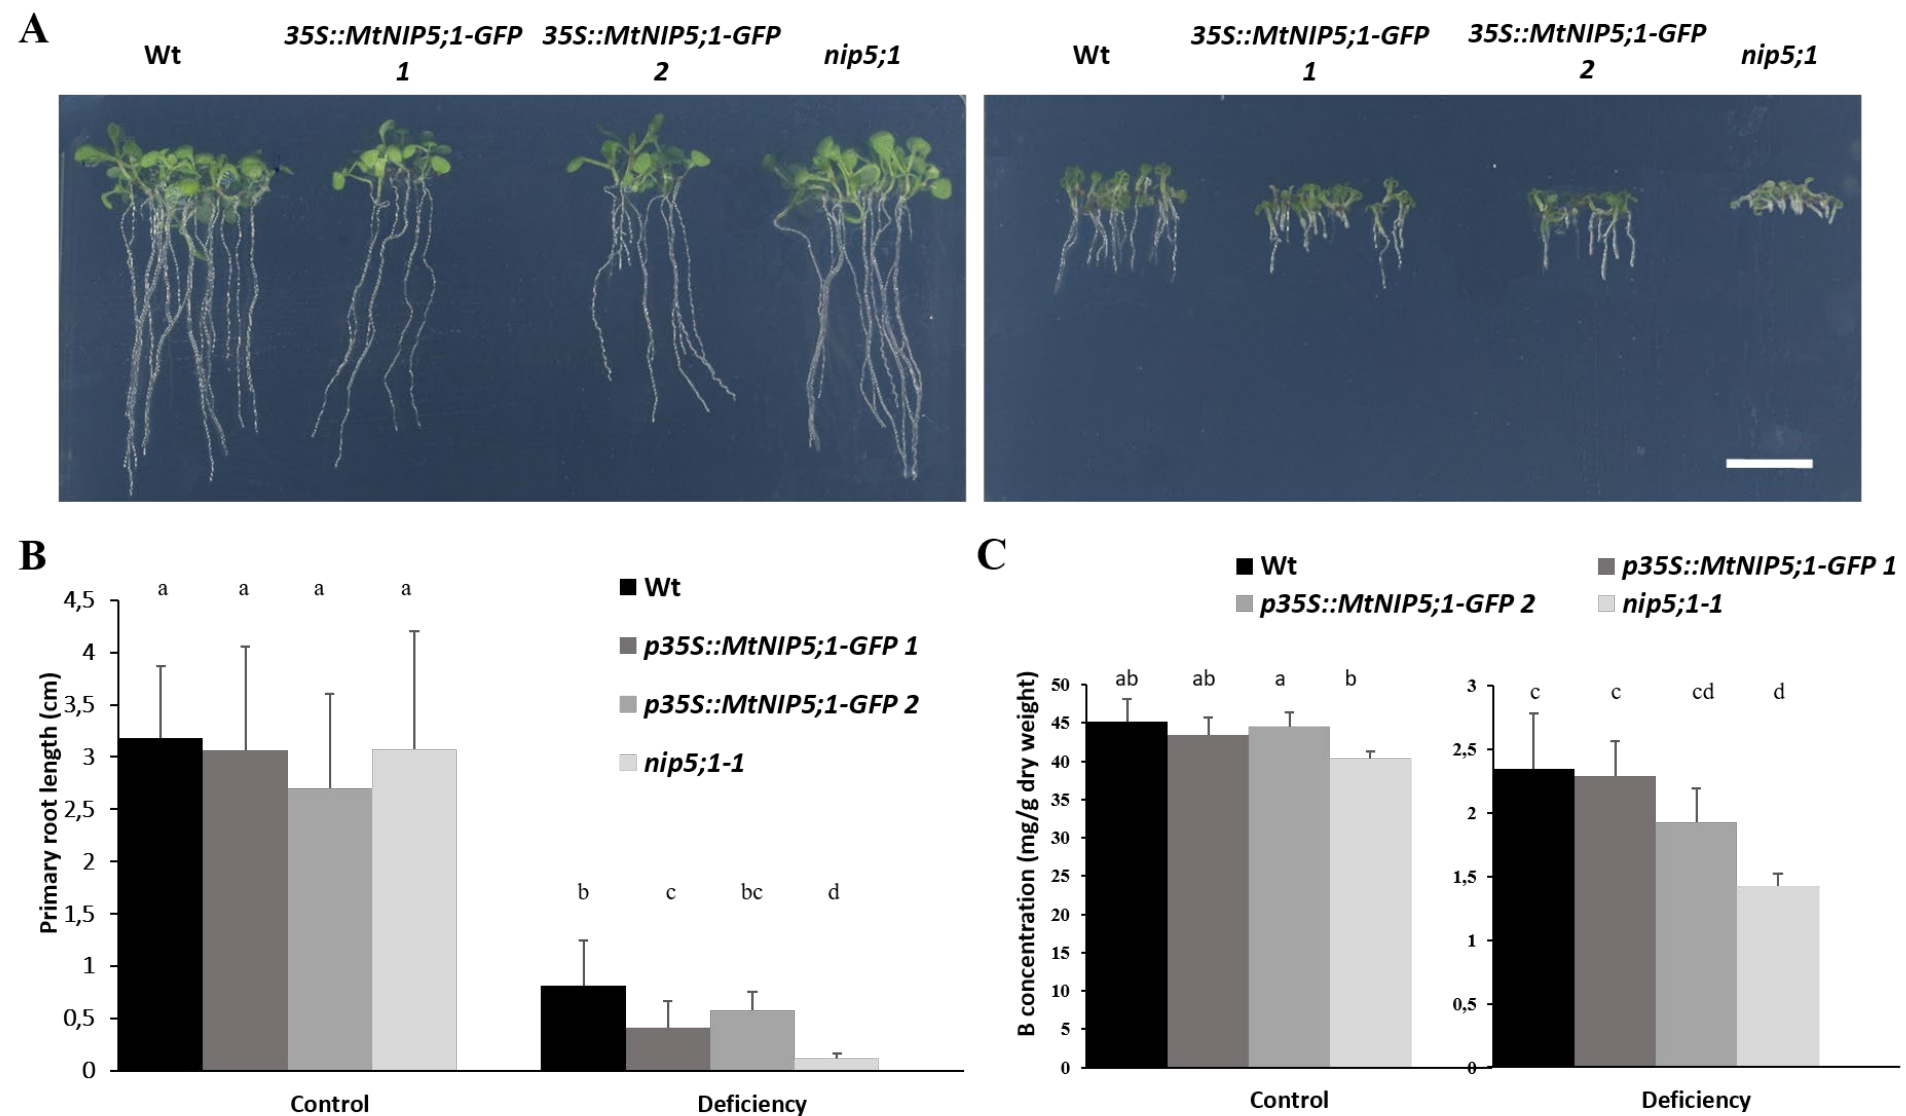 A
Wt
35S::MtNIP5;1-GFP
1
35S::MtNIP5;1-GFP
2
nip5;1
Wt
35S::MtNIP5;1-GFP
1
35S::MtNIP5;1-GFP
2
nip5;1
B
Primary root length (cm)
4,5
4
3,5
3
2,5
2
1,5
1
0,5
0
a a a a
b c bc d
Control
Deficiency
Wt
p35S::MtNIP5;1-GFP 1
p35S::MtNIP5;1-GFP 2
nip5;1-1
C
Wt
p35S::MtNIP5;1-GFP 1
p35S::MtNIP5;1-GFP 2
nip5;1-1
B concentration (mg/g dry weight)
50
45
40
35
30
25
20
15
10
5
0
ab ab a b
Control
3
2,5
2
1,5
1
0,5
0
c c cd d
Deficiency